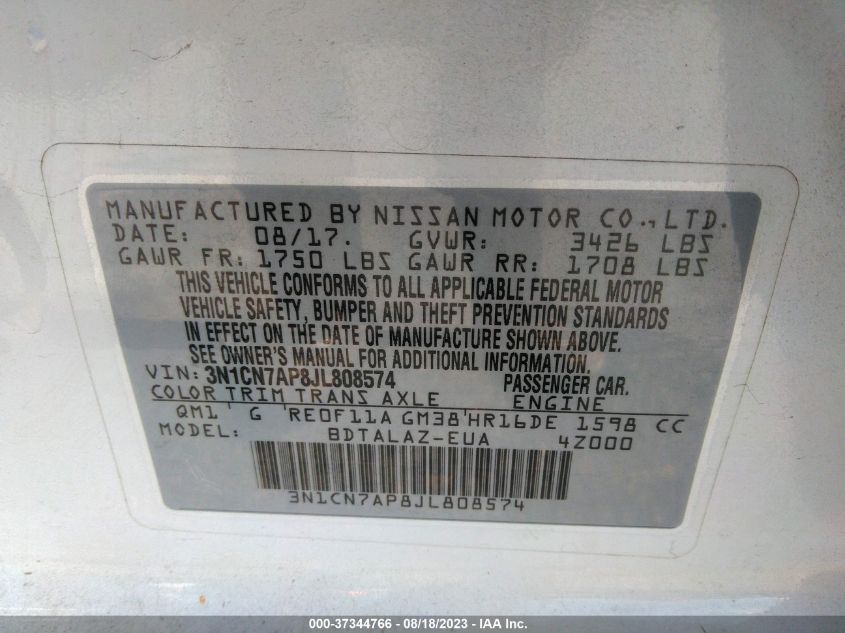 MANUFACTURED BY NISSAN MOTOR CO., LTD.
DATE: 08/17. GVWR: 3426 LBS
GAWR FR: 1750 LBS GAWR RR: 1708 LBS
THIS VEHICLE CONFORMS TO ALL APPLICABLE FEDERAL MOTOR
VEHICLE SAFETY, BUMPER AND THEFT PREVENTION STANDARDS
IN EFFECT ON THE DATE OF MANUFACTURE SHOWN ABOVE.
SEE OWNER'S MANUAL FOR ADDITIONAL INFORMATION.
VIN: 3N1CN7AP8JL808574 PASSENGER CAR.
COLOR TRIM TRANS AXLE ENGINE
QM1 G RE0F11A GM38 HR16DE 1598 CC
MODEL: BDTALAZ-EUA 4Z000
3N1CN7AP8JL808574
000-37344766 - 08/18/2023 - IAA Inc.